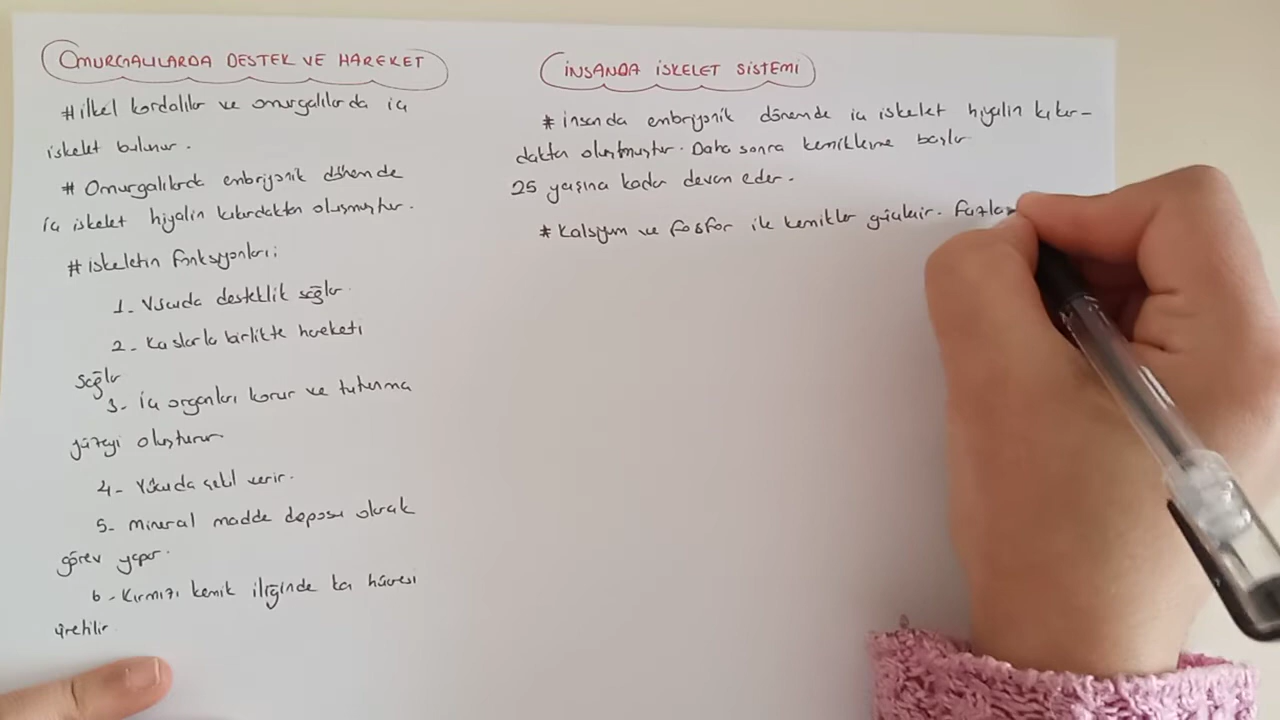 OMURGALILARDA DESTEK VE HAREKET
# ilkel kordalılar ve omurgalılarda iç
iskelet bulunur.
# Omurgalılarda embriyonik dönemde
iç iskelet hiyalin kıkırdaktan oluşmuştur.
# iskeletin fonksiyonları;
1- Vücuda desteklik sağlar.
2- Kaslarla birlikte hareketi
sağlar
3- iç organları korur ve tutunma
yüzeyi oluşturur
4- Vücuda şekil verir.
5- Mineral madde deposu olarak
görev yapar.
6- Kırmızı kemik iliğinde kan hücresi
üretilir
İNSANDA İSKELET SİSTEMİ
* insanda embriyonik dönemde iç iskelet hiyalin kıkır-
daktan oluşmuştur. Daha sonra kemikleşme başlar
25 yaşına kadar devam eder.
* Kalsiyum ve fosfor ile kemikler güçlenir.